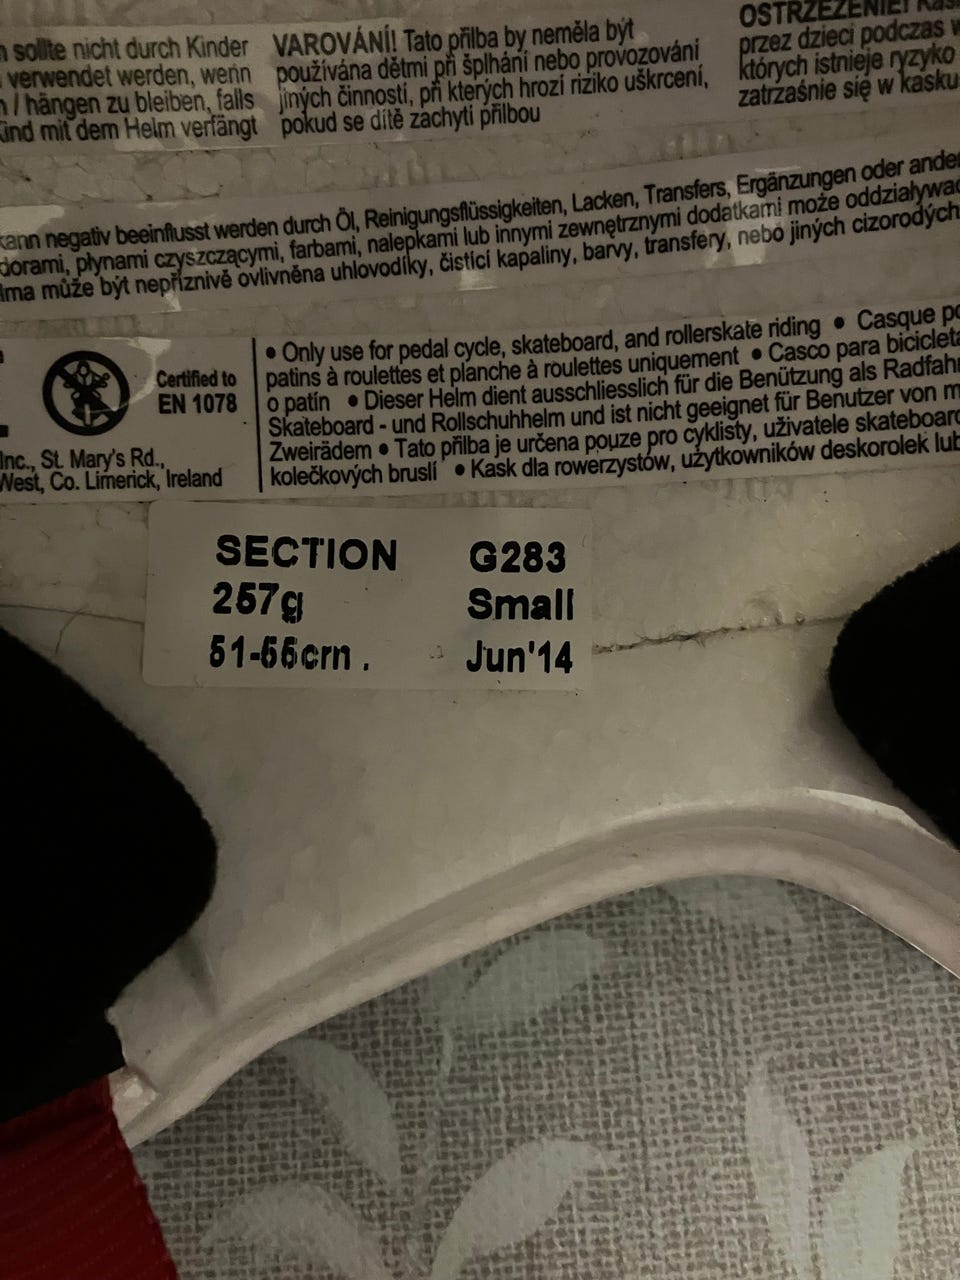 sollte nicht durch Kinder
verwendet werden, wenn
/ hängen zu bleiben, falls
Kind mit dem Helm verfängt
VAROVÁNÍ! Tato přilba by neměla být
používána dětmi při šplhání nebo provozování
jiných činností, při kterých hrozí riziko uškrcení,
pokud se dítě zachytí přilbou
OSTRZEŻENIE!
przez dzieci podczas
których istnieje ryzyko
zatrzaśnie się w kasku
kann negativ beeinflusst werden durch Öl, Reinigungsflüssigkeiten, Lacken, Transfers, Ergänzungen oder
płynami czyszczącymi, farbami, nalepkami lub innymi zewnętrznymi dodatkami może
může být nepříznivě ovlivněna uhlovodíky, čistící kapaliny, barvy, transfery, nebo jiných cizorodých
Certified to
EN 1078
Inc., St. Mary's Rd.,
West, Co. Limerick, Ireland
• Only use for pedal cycle, skateboard, and rollerskate riding • Casque
patins à roulettes et planche à roulettes uniquement • Casco para
o patín • Dieser Helm dient ausschliesslich für die Benützung als
Skateboard - und Rollschuhhelm und ist nicht geeignet für Benutzer von
Zweirädem • Tato přilba je určena pouze pro cyklisty, uživatele
kolečkových bruslí • Kask dla rowerzystów, użytkowników deskorolek lub
SECTION G283
257g Small
51-55cm. Jun'14